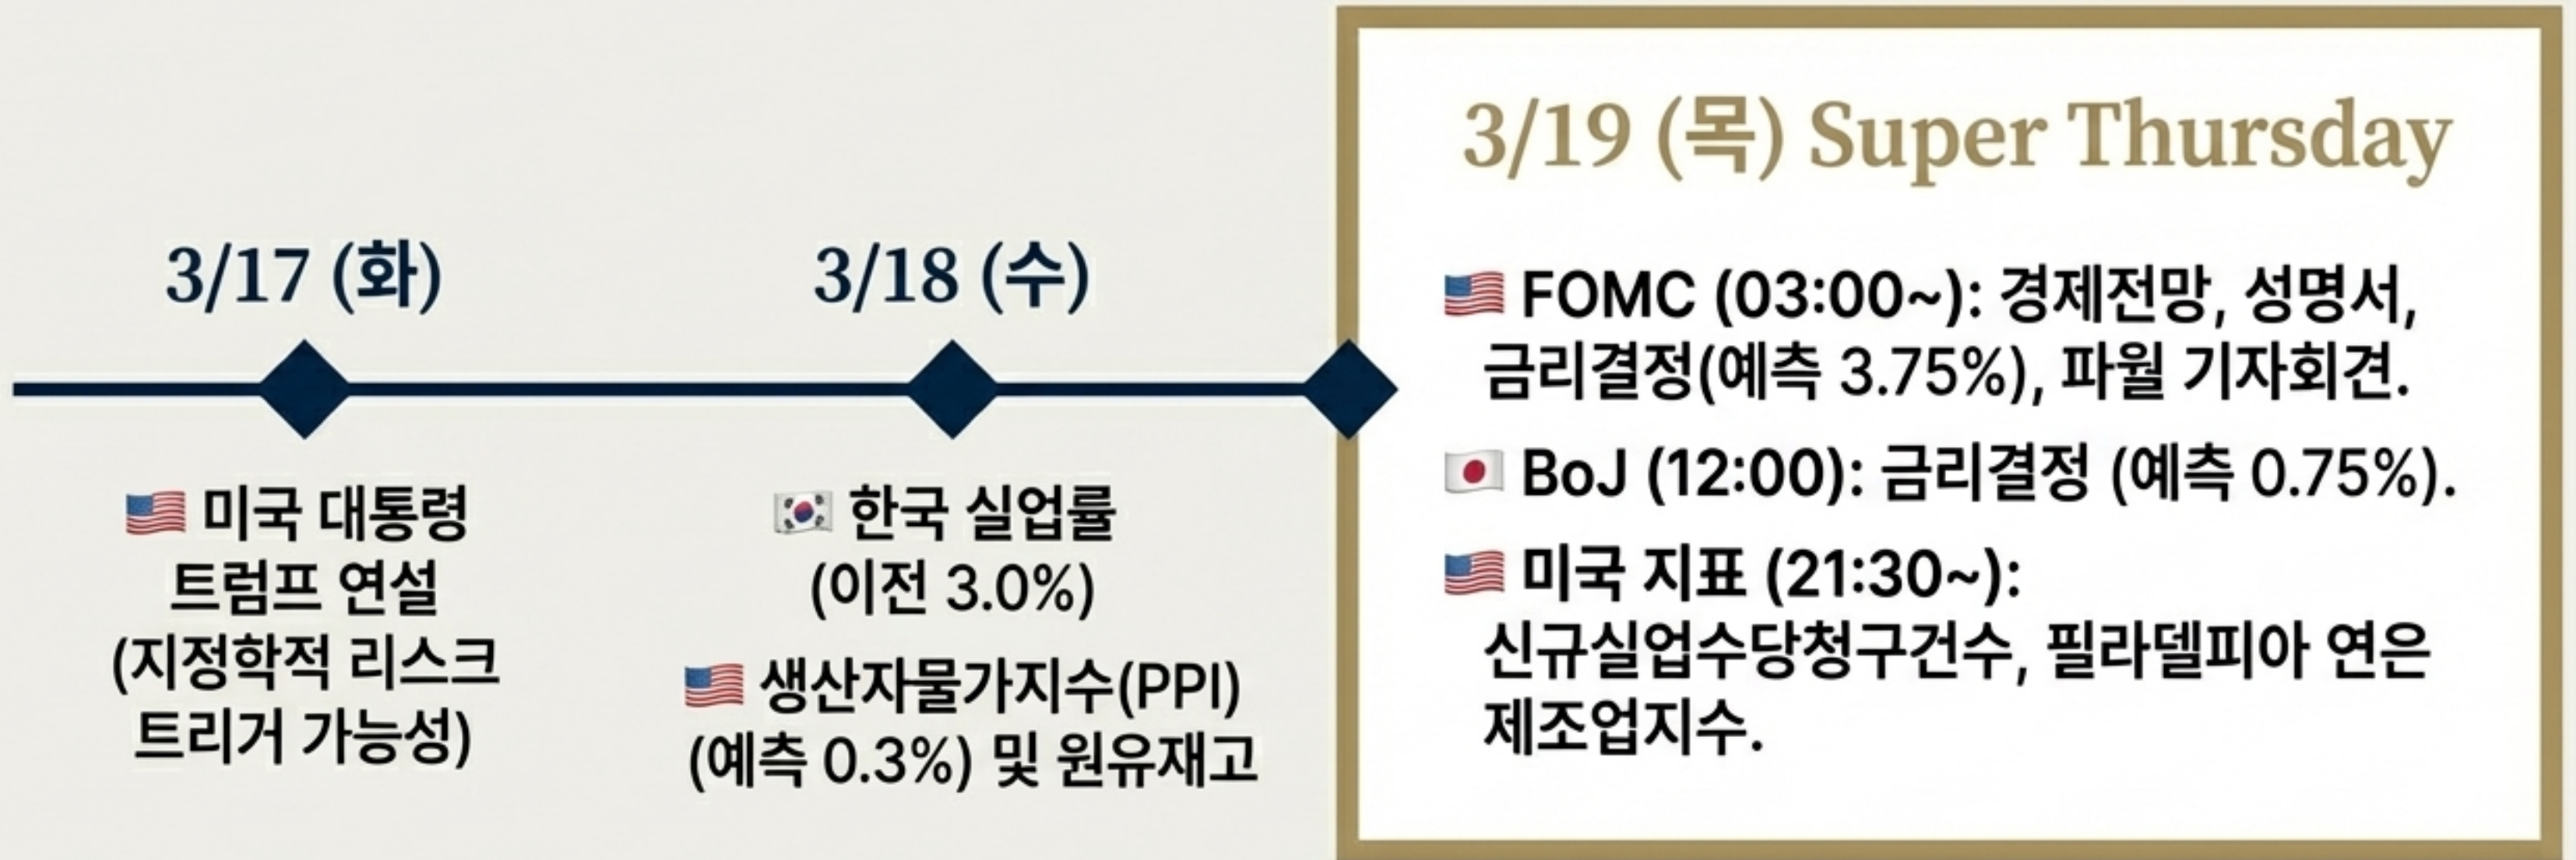 3/17 (화)
🇺🇸 미국 대통령
트럼프 연설
(지정학적 리스크
트리거 가능성)
3/18 (수)
🇰🇷 한국 실업률
(이전 3.0%)
🇺🇸 생산자물가지수(PPI)
(예측 0.3%) 및 원유재고
3/19 (목) Super Thursday
🇺🇸 FOMC (03:00~): 경제전망, 성명서,
금리결정(예측 3.75%), 파월 기자회견.
🇯🇵 BoJ (12:00): 금리결정 (예측 0.75%).
🇺🇸 미국 지표 (21:30~):
신규실업수당청구건수, 필라델피아 연은
제조업지수.